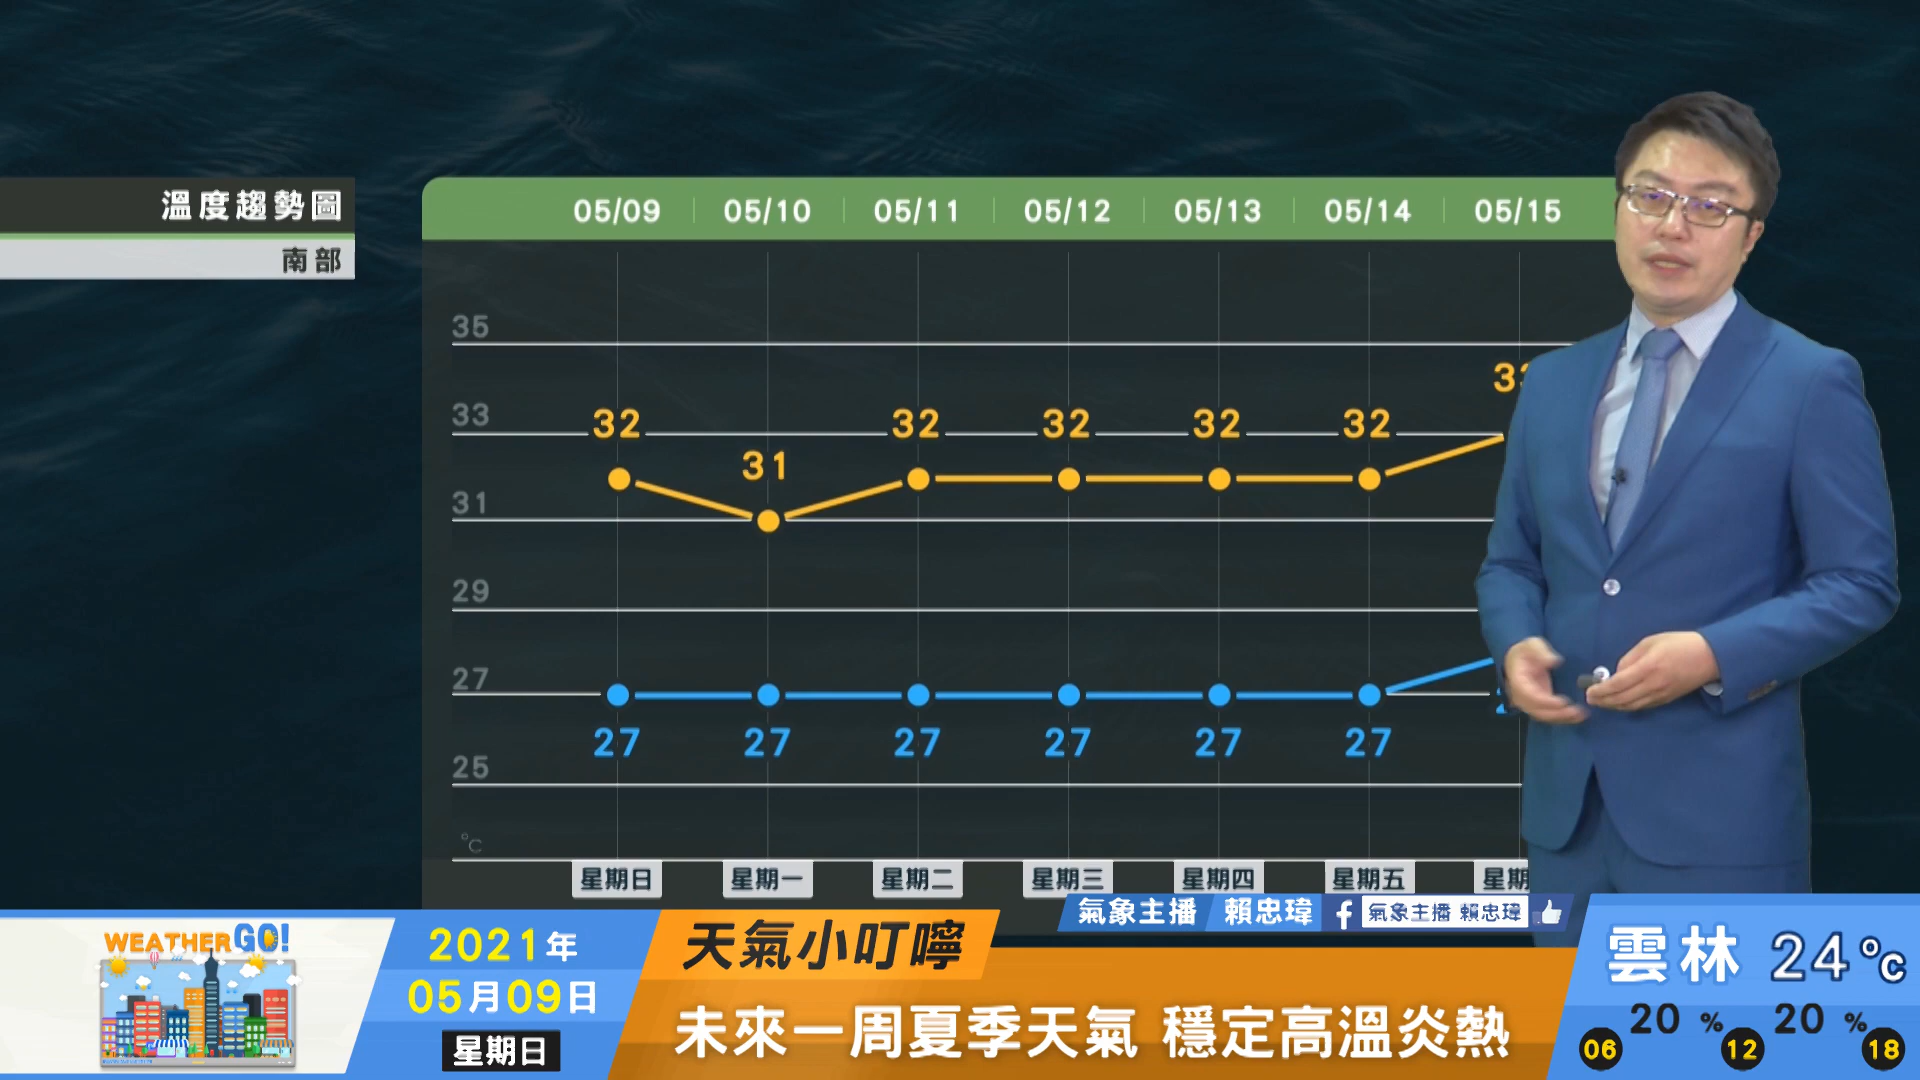 溫度趨勢圖
南部
05/09 05/10 05/11 05/12 05/13 05/14 05/15
35
33
31
29
27
25
°C
32 31 32 32 32 32
27 27 27 27 27 27
星期日 星期一 星期二 星期三 星期四 星期五 星期
氣象主播 賴忠瑋 f 氣象主播 賴忠瑋
WEATHER GO!
2021年
05月09日
星期日
天氣小叮嚀
未來一周夏季天氣 穩定高溫炎熱
雲林 24°C
20 % 20 %
06 12 18